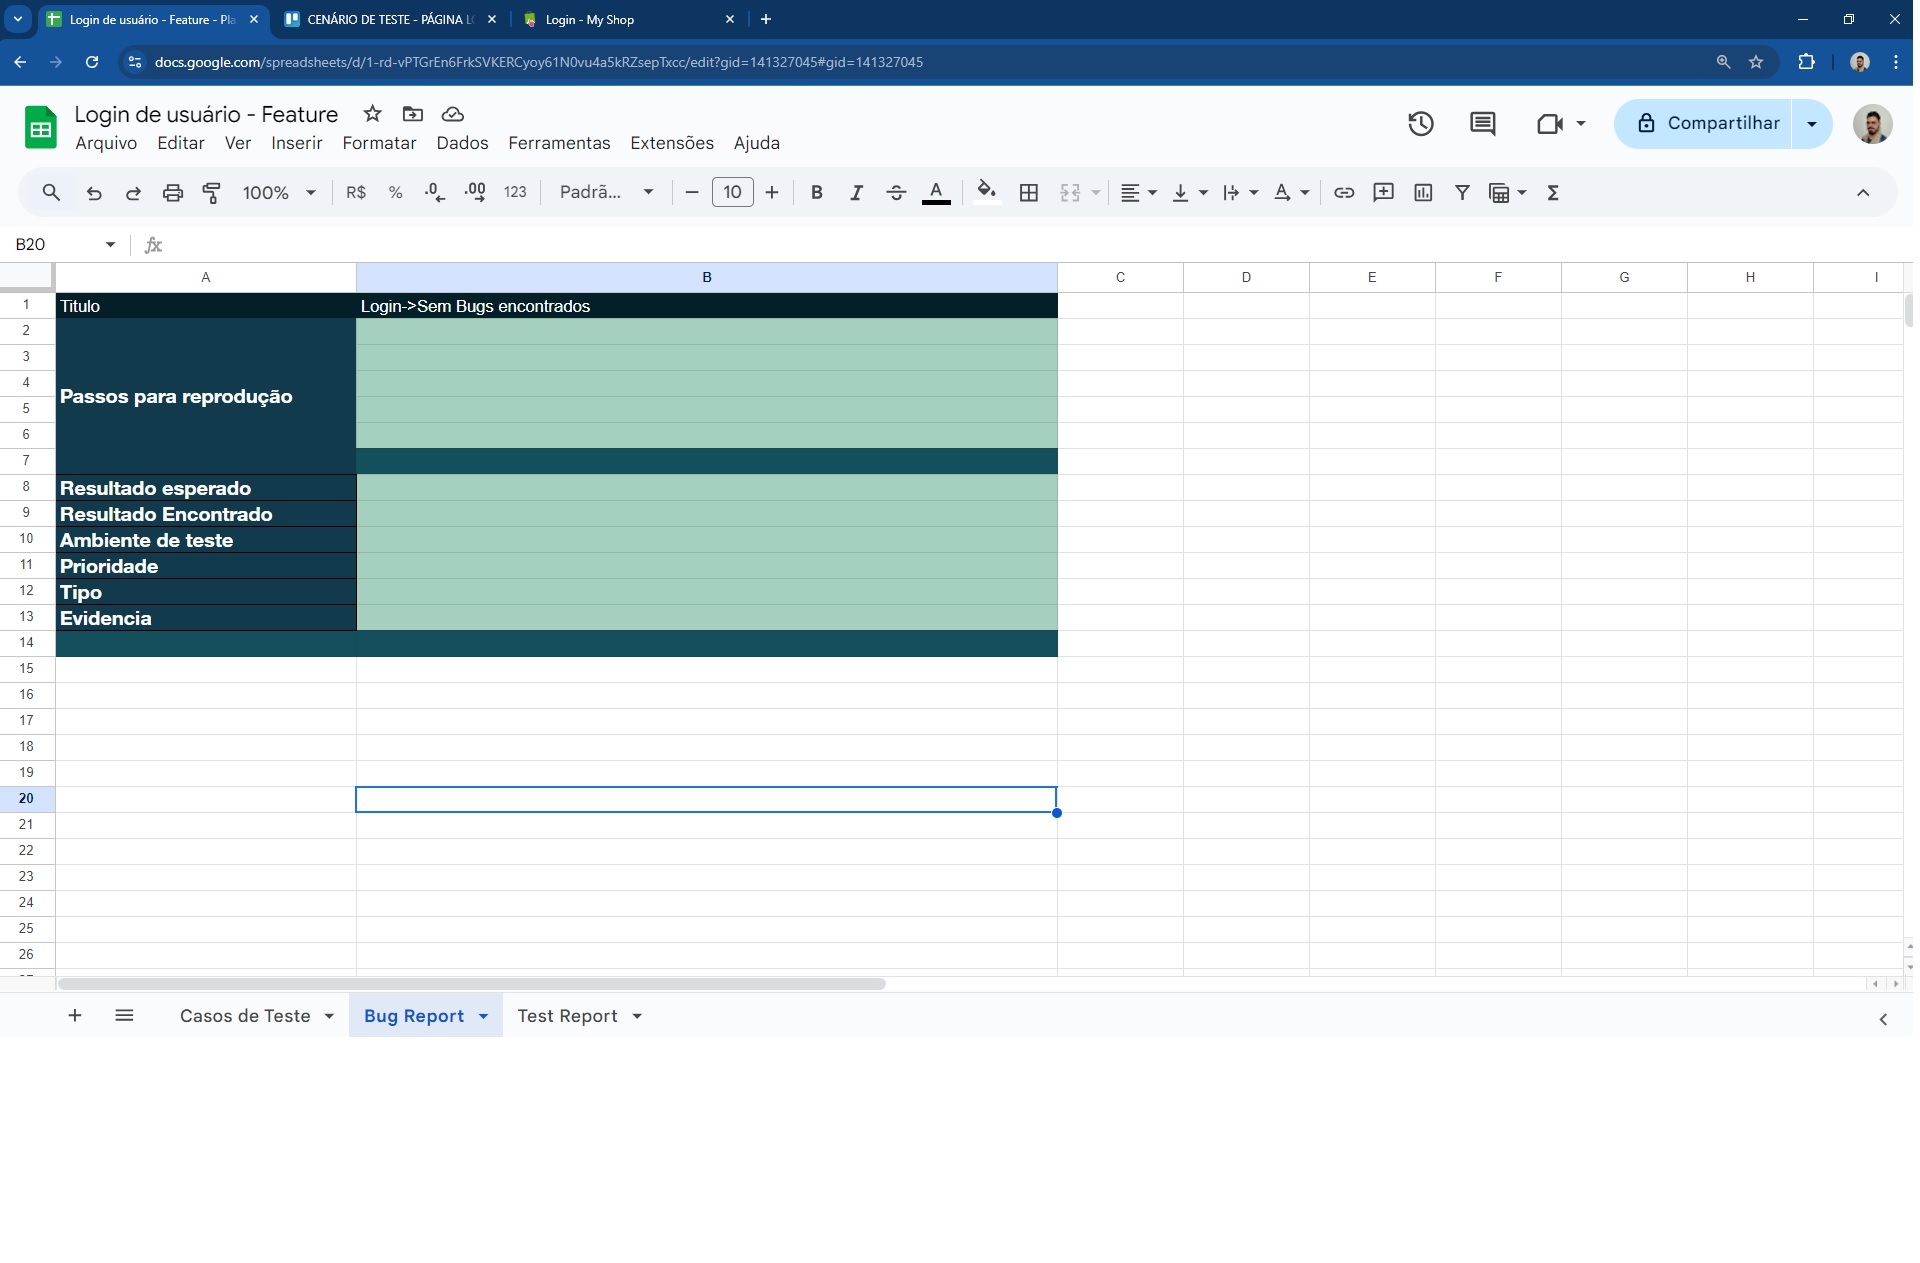 Login de usuário - Feature - Pla
CENÁRIO DE TESTE - PÁGINA LO
Login - My Shop
docs.google.com/spreadsheets/d/1-rd-vPTGrEn6FrkSVKERCyoy61N0vu4a5kRZsepTxcc/edit?gid=141327045#gid=141327045
Login de usuário - Feature
Arquivo Editar Ver Inserir Formatar Dados Ferramentas Extensões Ajuda
Compartilhar
100% R$ % .0 .00 123 Padrã... 10 B I S A Σ
B20 fx
A B C D E F G H I
1 Titulo Login->Sem Bugs encontrados
2
3
4
Passos para reprodução
5
6
7
8 Resultado esperado
9 Resultado Encontrado
10 Ambiente de teste
11 Prioridade
12 Tipo
13 Evidencia
14
15
16
17
18
19
20
21
22
23
24
25
26
Casos de Teste Bug Report Test Report